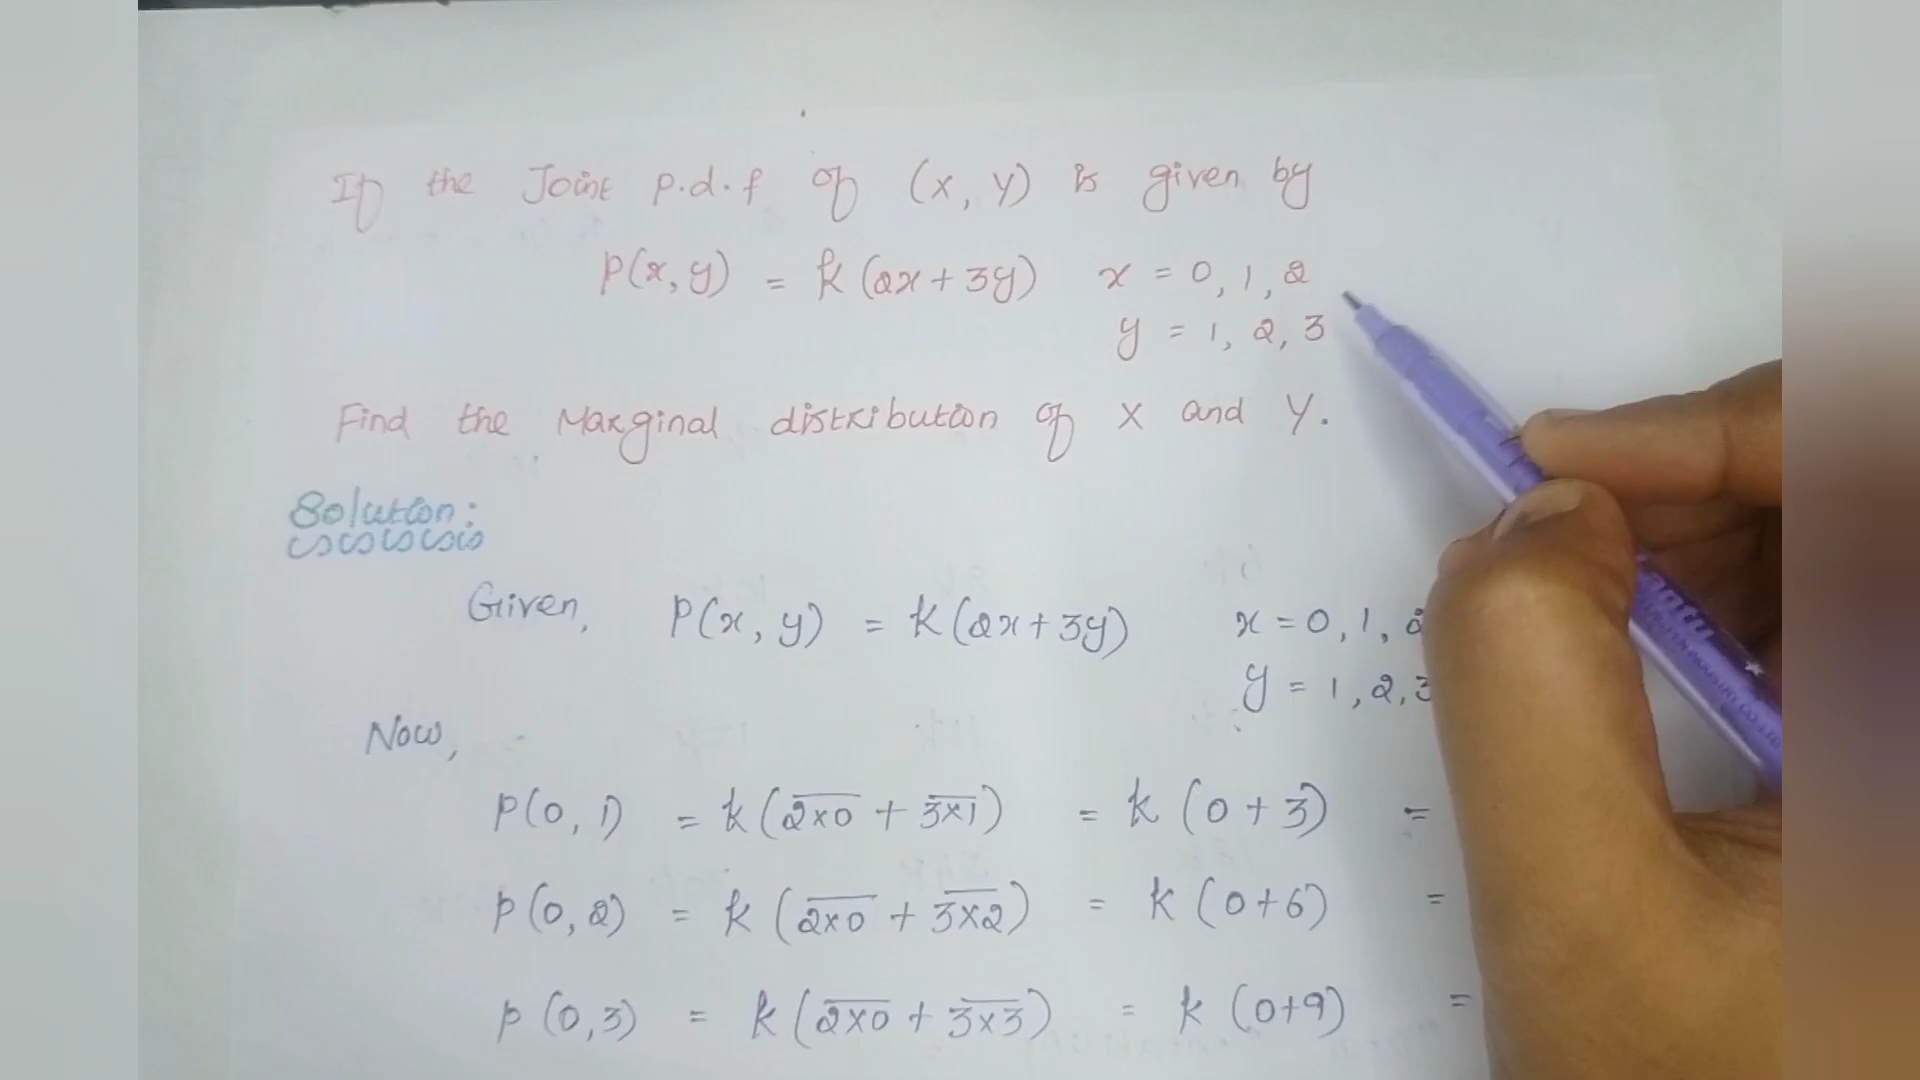 If the Joint p.d.f of (X, Y) is given by
P(x, y) = k (2x + 3y) x = 0, 1, 2
y = 1, 2, 3
Find the Marginal distribution of X and Y.
Solution:
Given, P(x, y) = k (2x + 3y) x = 0, 1, 2
y = 1, 2, 3
Now,
P(0, 1) = k (2×0 + 3×1) = k (0 + 3) =
P(0, 2) = k (2×0 + 3×2) = k (0+6) =
P(0,3) = k (2×0 + 3×3) = k (0+9) =